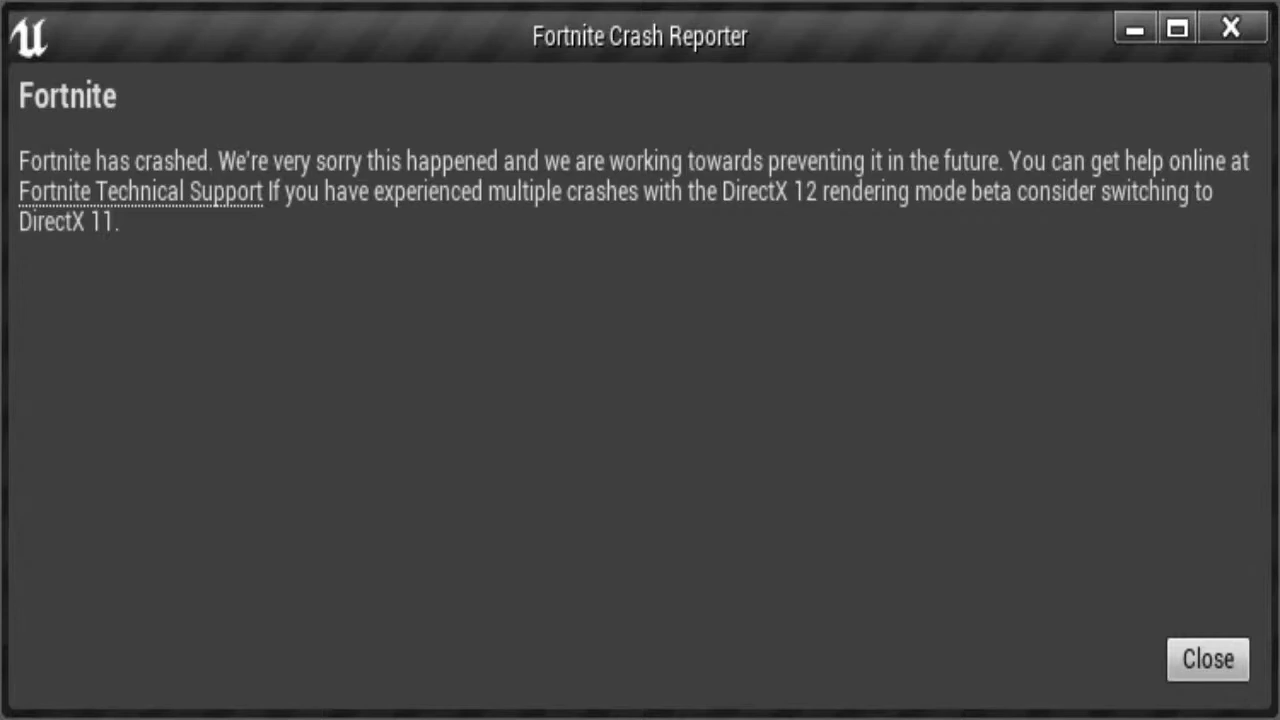 Fortnite Crash Reporter
Fortnite
Fortnite has crashed. We're very sorry this happened and we are working towards preventing it in the future. You can get help online at
Fortnite Technical Support If you have experienced multiple crashes with the DirectX 12 rendering mode beta consider switching to
DirectX 11.
Close